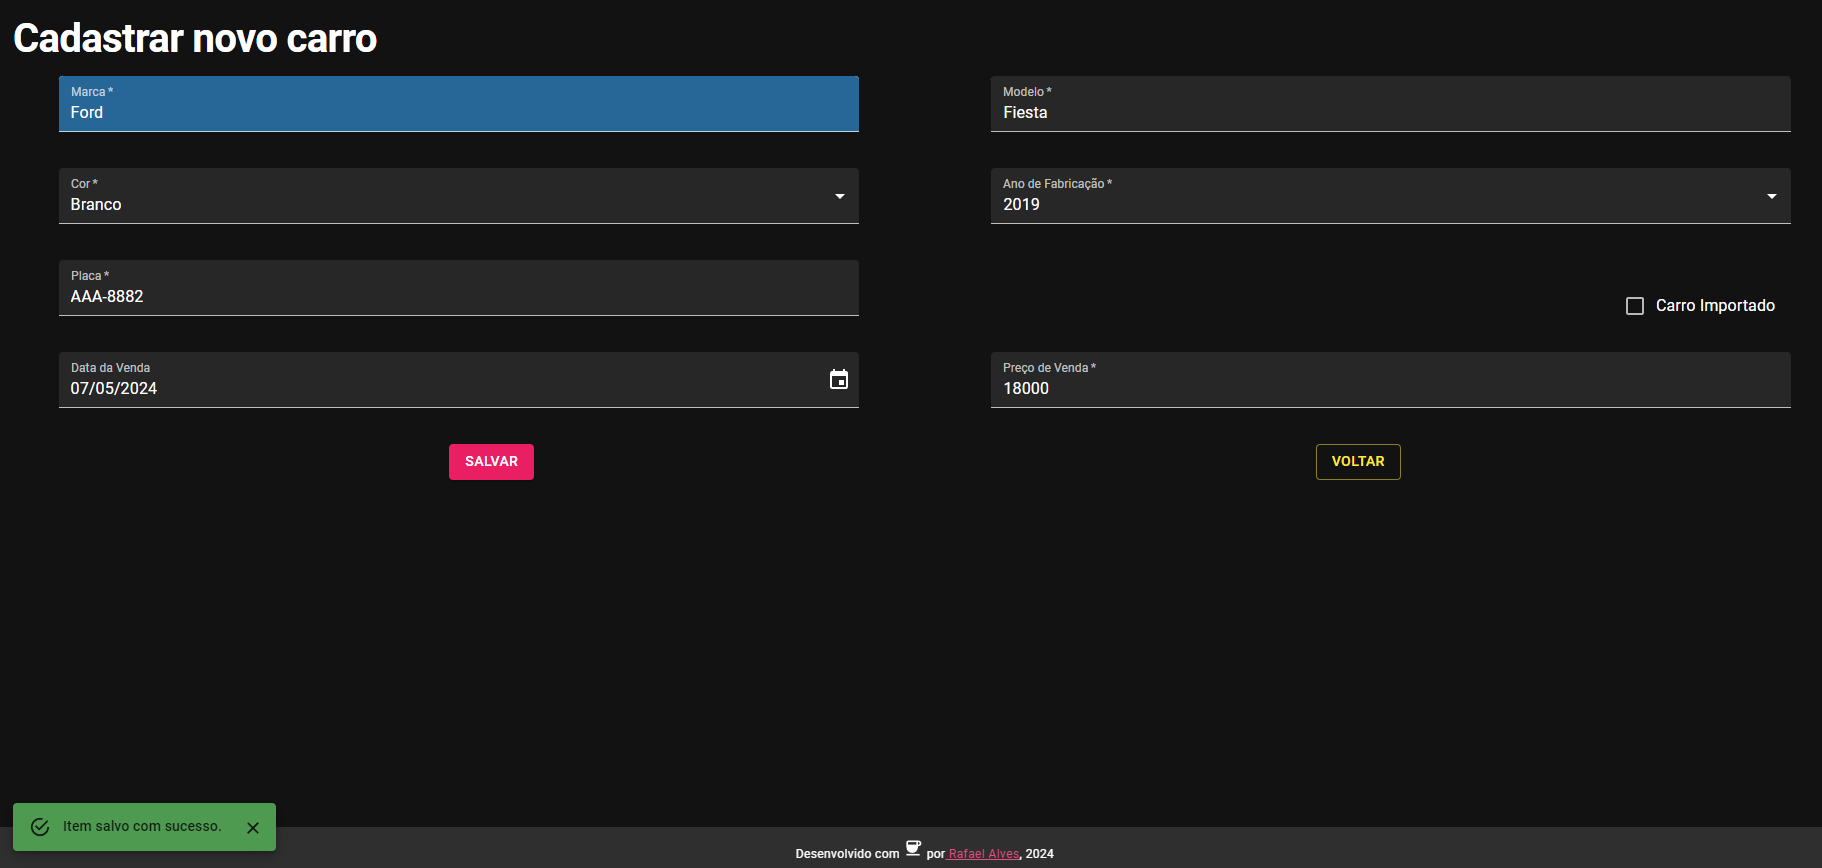 Cadastrar novo carro
Marca *
Ford
Modelo *
Fiesta
Cor *
Branco
Ano de Fabricação *
2019
Placa *
AAA-8882
Carro Importado
Data da Venda
07/05/2024
Preço de Venda *
18000
SALVAR
VOLTAR
Item salvo com sucesso.
Desenvolvido com por Rafael Alves, 2024